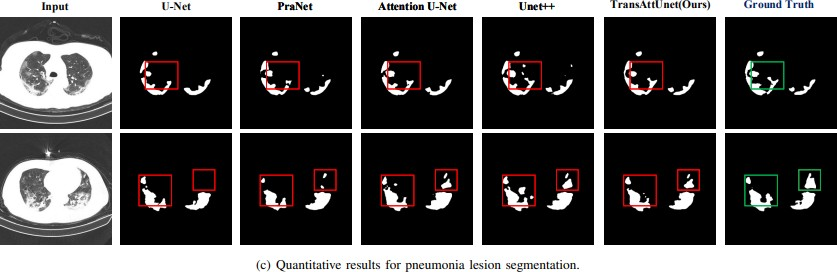 Input U-Net PraNet Attention U-Net Unet++ TransAttUnet(Ours) Ground Truth
(c) Quantitative results for pneumonia lesion segmentation.